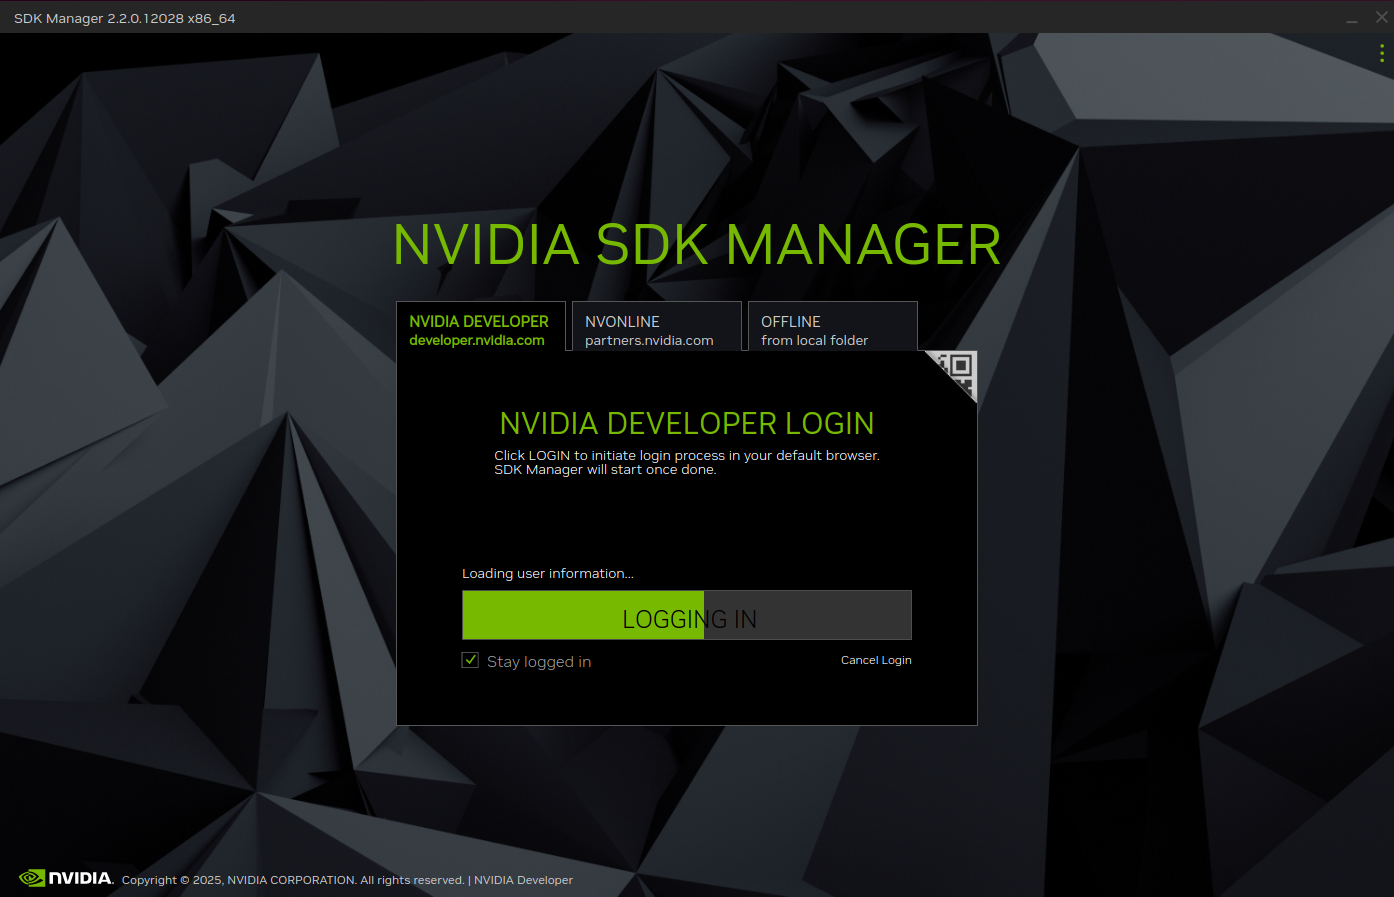 SDK Manager 2.2.0.12028 x86_64
NVIDIA SDK MANAGER
NVIDIA DEVELOPER
developer.nvidia.com
NVONLINE
partners.nvidia.com
OFFLINE
from local folder
NVIDIA DEVELOPER LOGIN
Click LOGIN to initiate login process in your default browser.
SDK Manager will start once done.
Loading user information...
LOGGING IN
Stay logged in
Cancel Login
NVIDIA. Copyright © 2025, NVIDIA CORPORATION. All rights reserved. | NVIDIA Developer